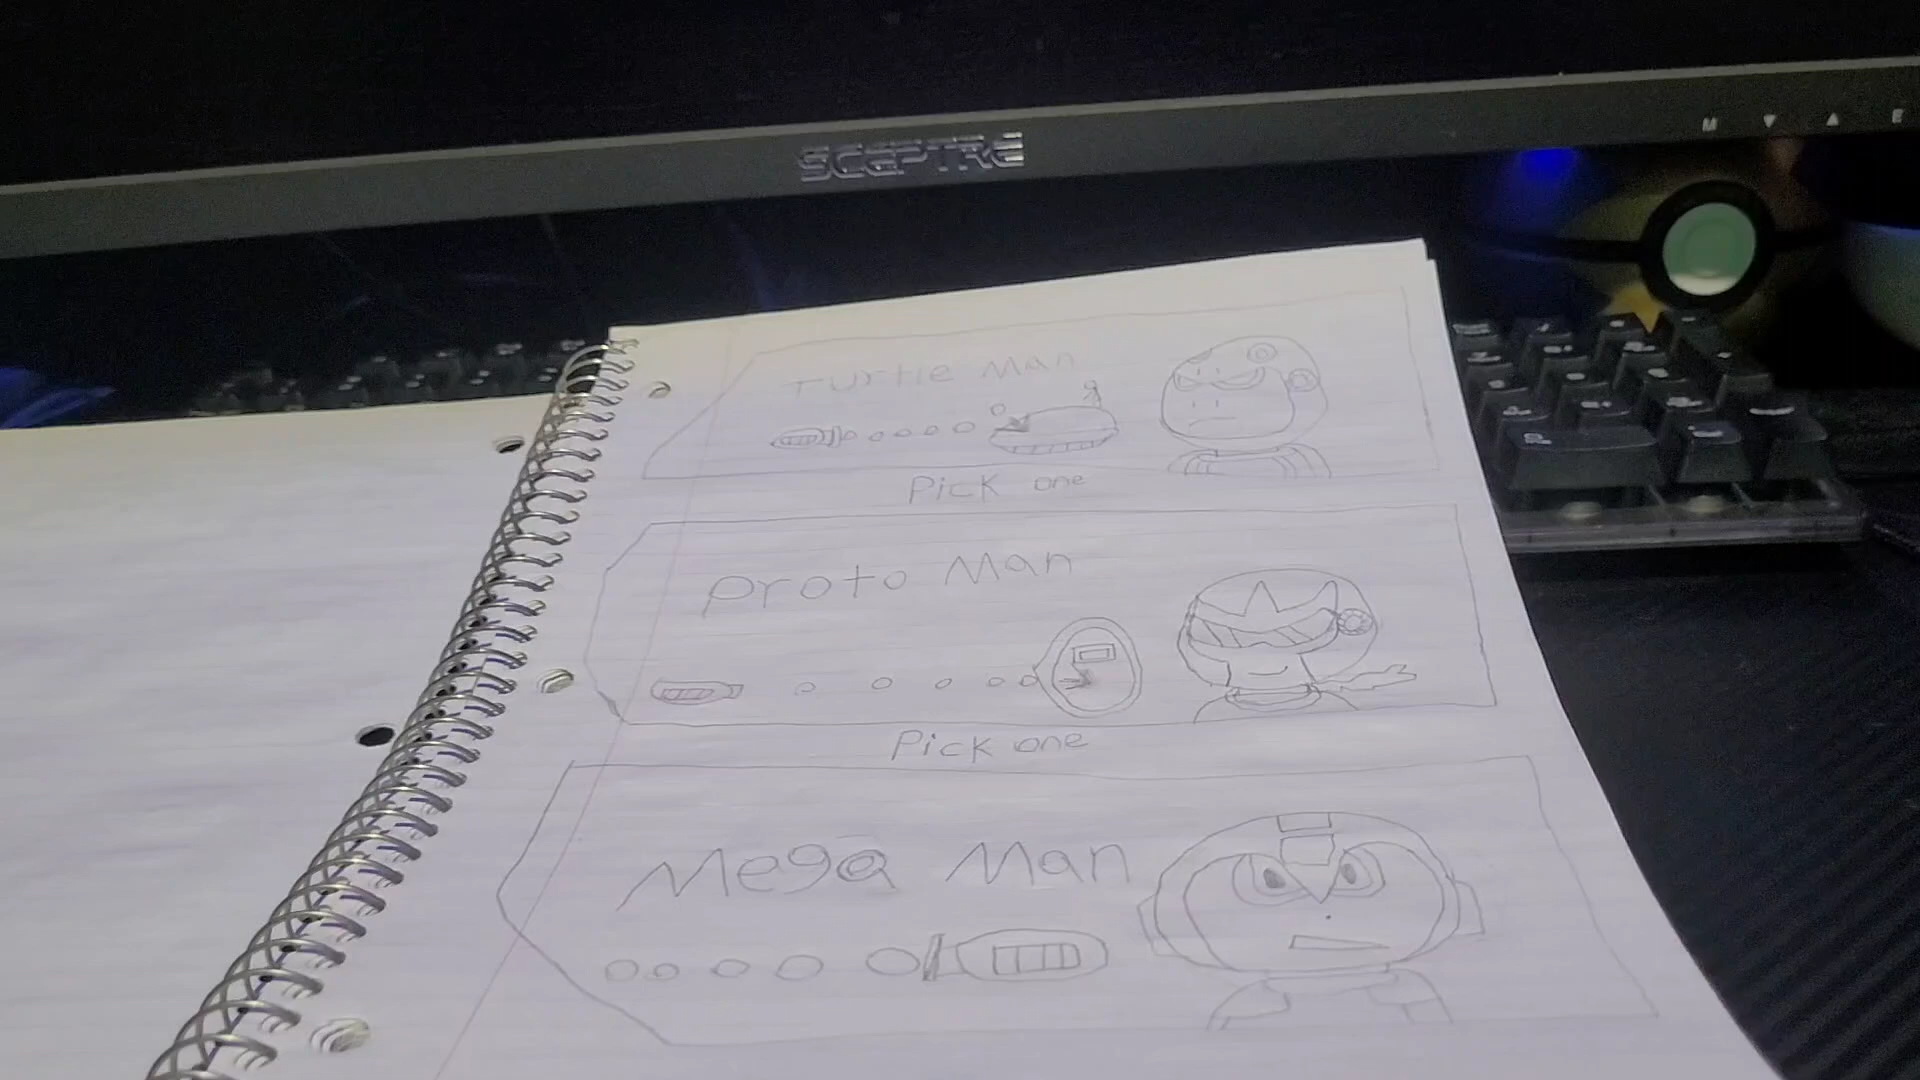 SCEPTRE
M
E
Turtle Man
Pick one
Proto Man
Pick one
Mega Man